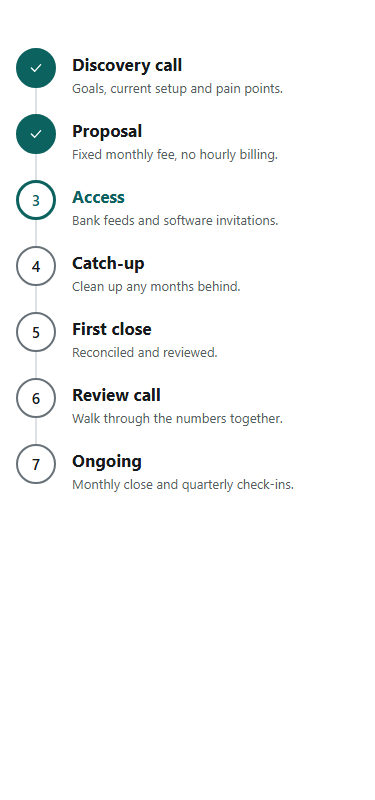 Discovery call
Goals, current setup and pain points.
Proposal
Fixed monthly fee, no hourly billing.
3
Access
Bank feeds and software invitations.
4
Catch-up
Clean up any months behind.
5
First close
Reconciled and reviewed.
6
Review call
Walk through the numbers together.
7
Ongoing
Monthly close and quarterly check-ins.